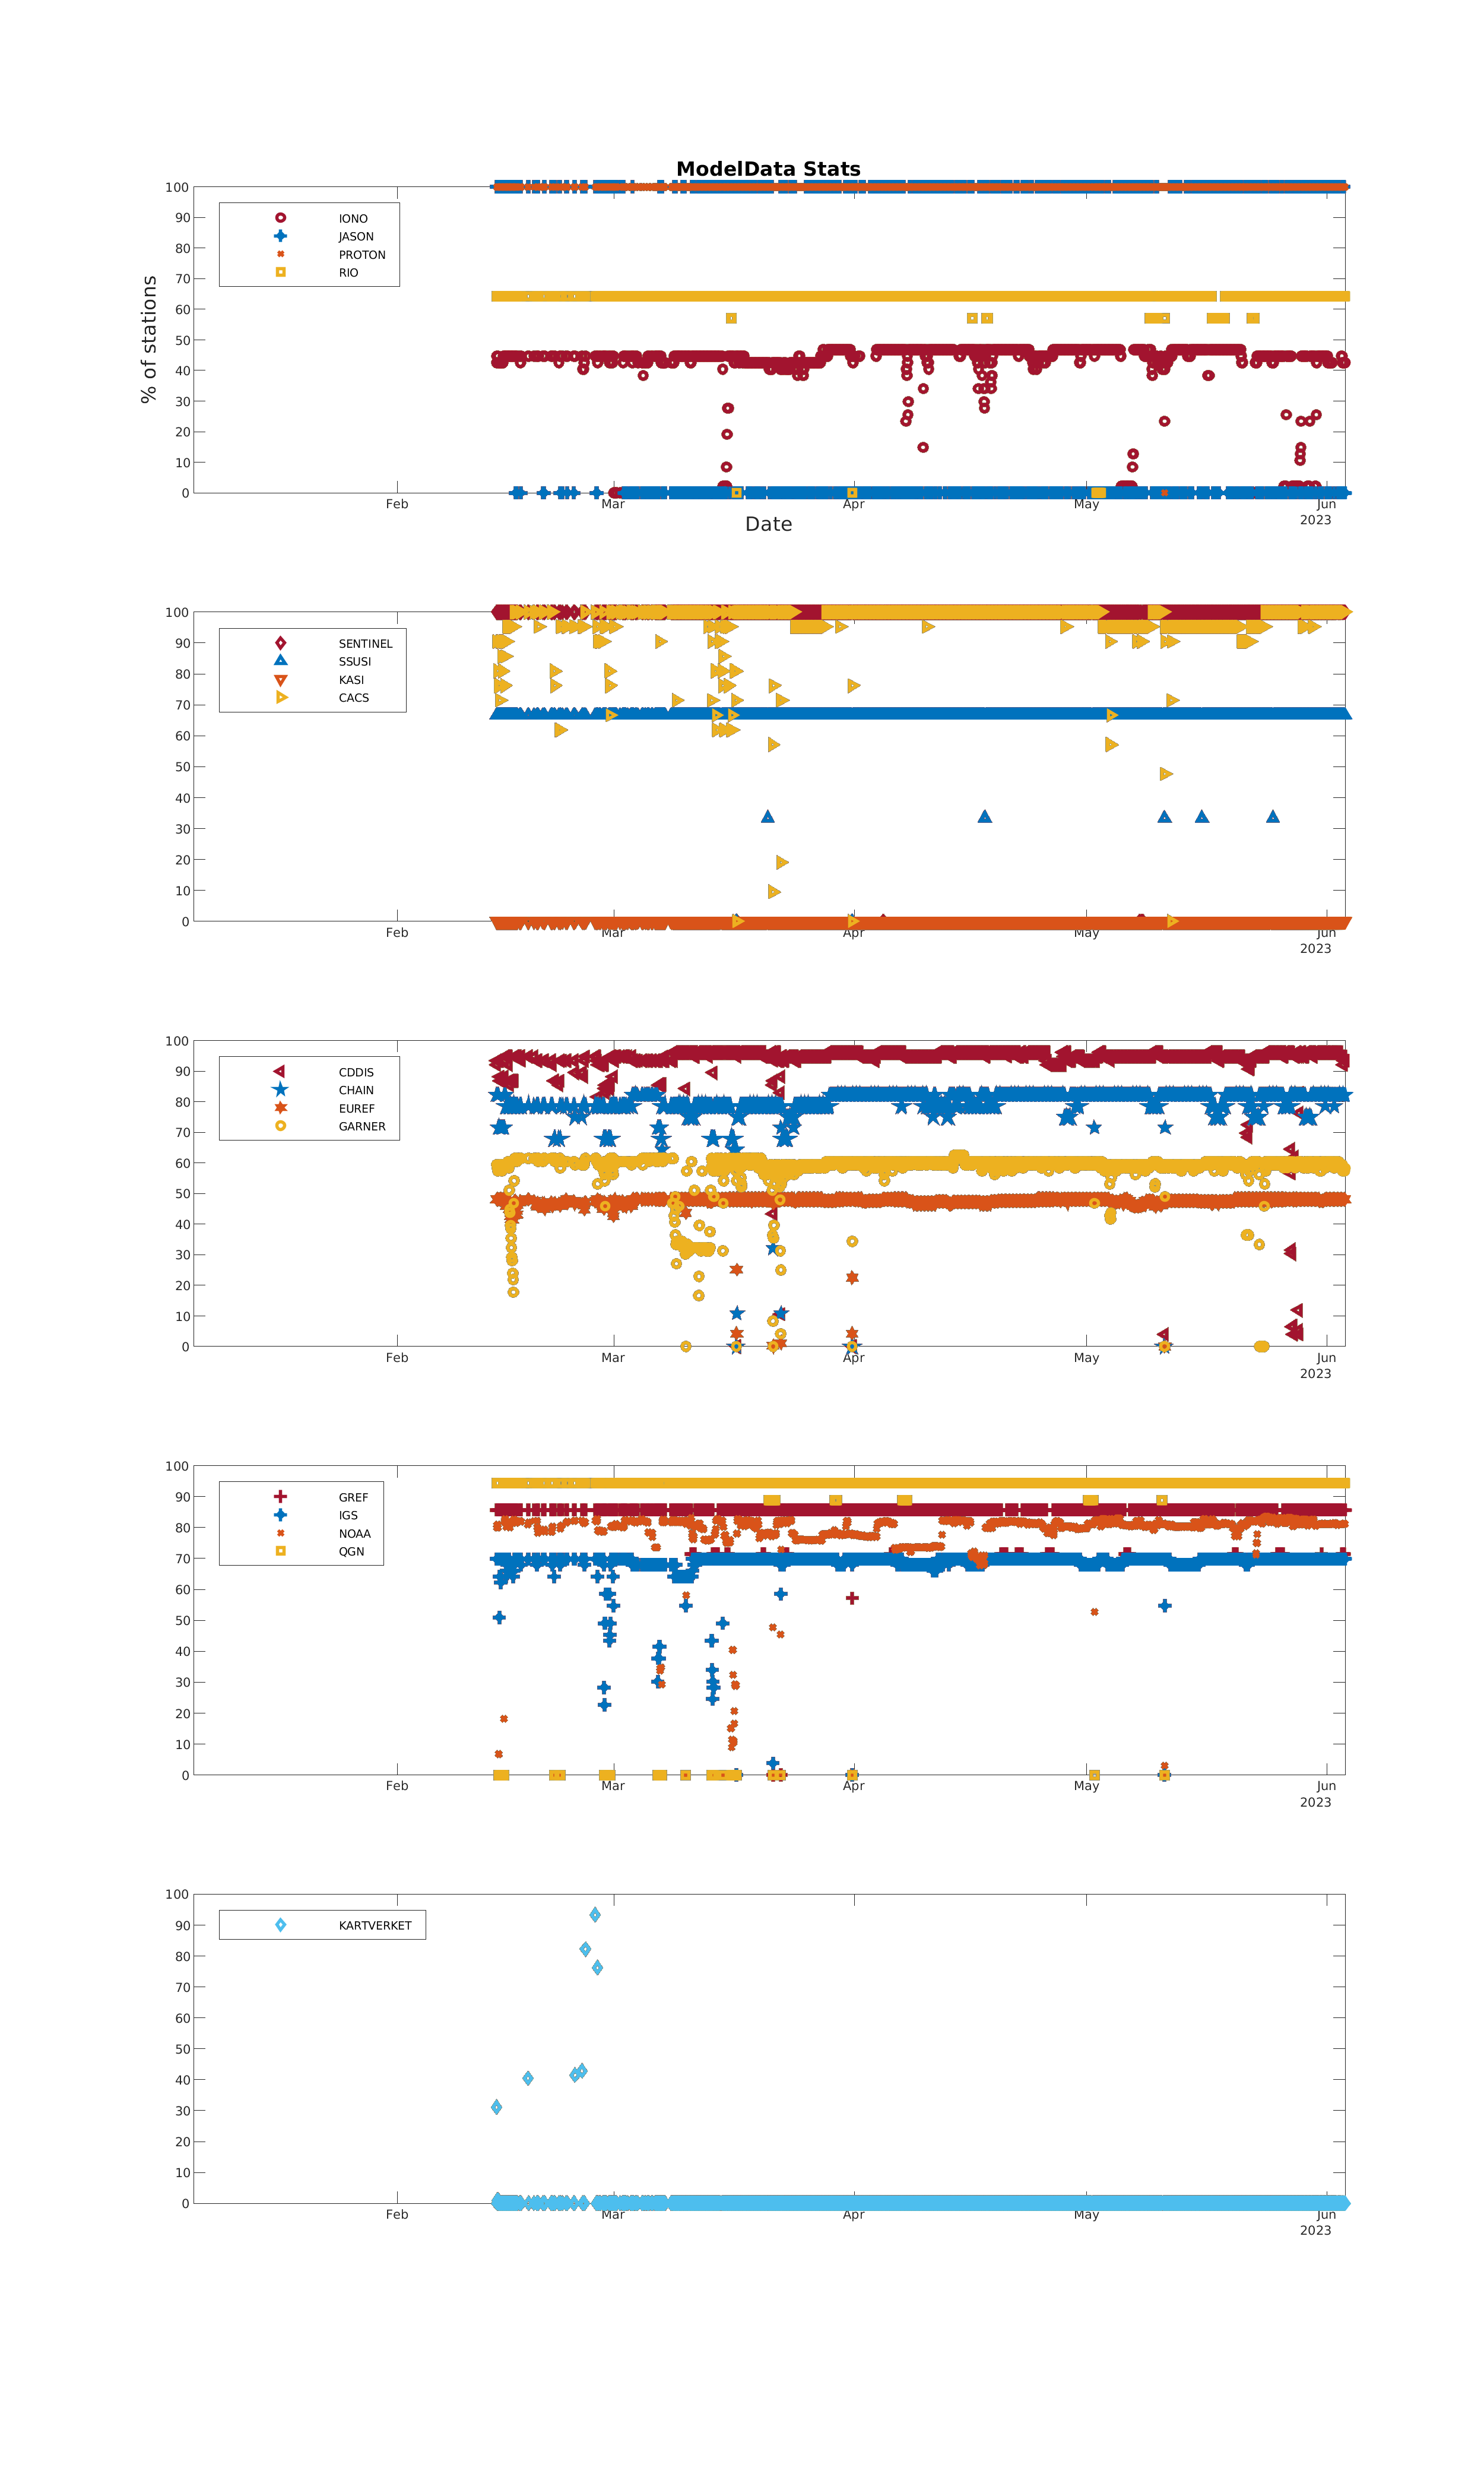 ModelData Stats
% of stations
100
90
80
70
60
50
40
30
20
10
0
IONO
JASON
PROTON
RIO
Feb Mar Apr May Jun
2023
Date
100
90
80
70
60
50
40
30
20
10
0
SENTINEL
SSUSI
KASI
CACS
Feb Mar Apr May Jun
2023
100
90
80
70
60
50
40
30
20
10
0
CDDIS
CHAIN
EUREF
GARNER
Feb Mar Apr May Jun
2023
100
90
80
70
60
50
40
30
20
10
0
GREF
IGS
NOAA
QGN
Feb Mar Apr May Jun
2023
100
90
80
70
60
50
40
30
20
10
0
KARTVERKET
Feb Mar Apr May Jun
2023